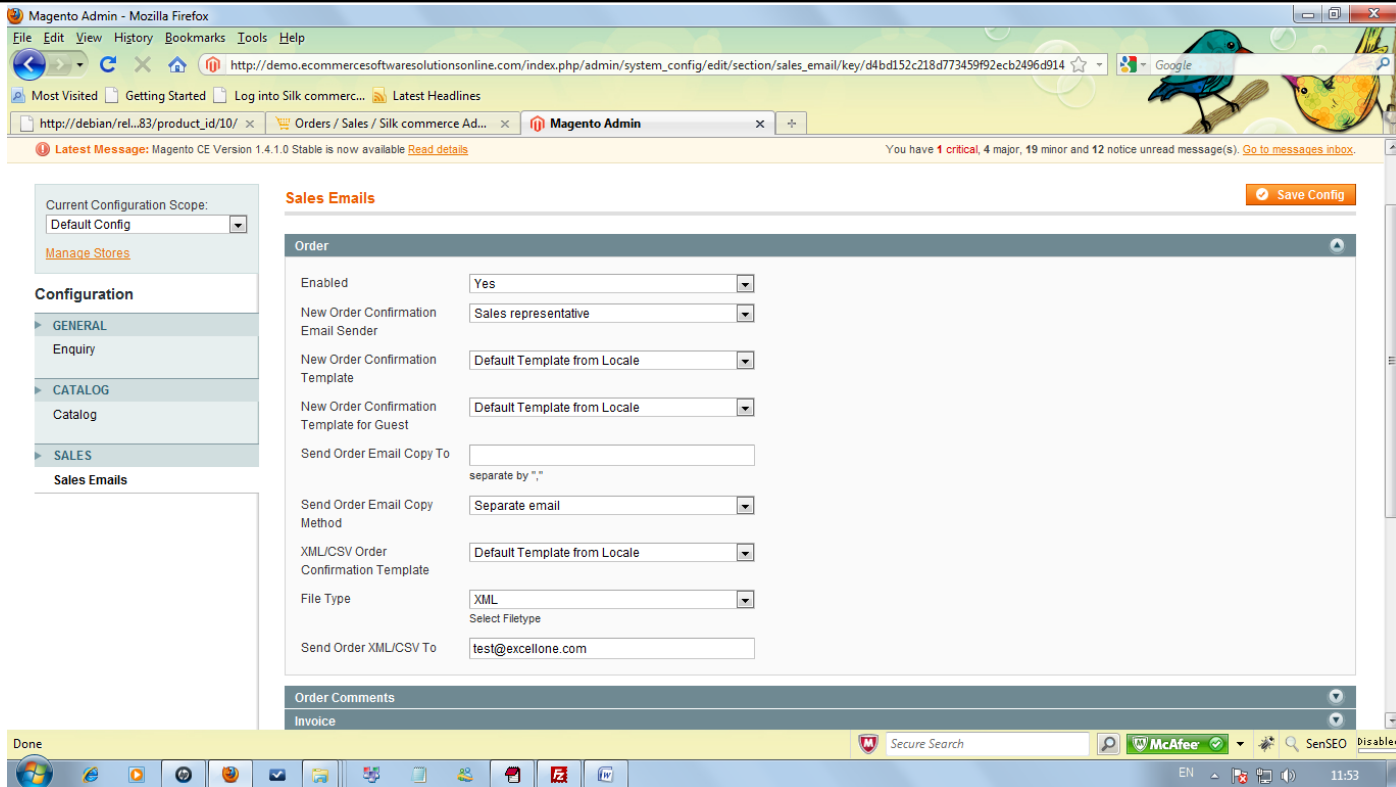 Magento Admin - Mozilla Firefox
File Edit View History Bookmarks Tools Help
http://demo.ecommercesoftwaresolutionsonline.com/index.php/admin/system_config/edit/section/sales_email/key/d4bd152c218d773459f92ecb2496d914
Google
Most Visited Getting Started Log into Silk commerc... Latest Headlines
http://debian/rel...83/product_id/10/ Orders / Sales / Silk commerce Ad... Magento Admin
Latest Message: Magento CE Version 1.4.1.0 Stable is now available Read details You have 1 critical, 4 major, 19 minor and 12 notice unread message(s). Go to messages inbox.
Current Configuration Scope:
Default Config
Manage Stores
Configuration
GENERAL
Enquiry
CATALOG
Catalog
SALES
Sales Emails
Sales Emails Save Config
Order
Enabled Yes
New Order Confirmation Email Sender Sales representative
New Order Confirmation Template Default Template from Locale
New Order Confirmation Template for Guest Default Template from Locale
Send Order Email Copy To
separate by ","
Send Order Email Copy Method Separate email
XML/CSV Order Confirmation Template Default Template from Locale
File Type XML
Select Filetype
Send Order XML/CSV To test@excellone.com
Order Comments
Invoice
Done Secure Search McAfee SenSEO Disabled
EN 11:53